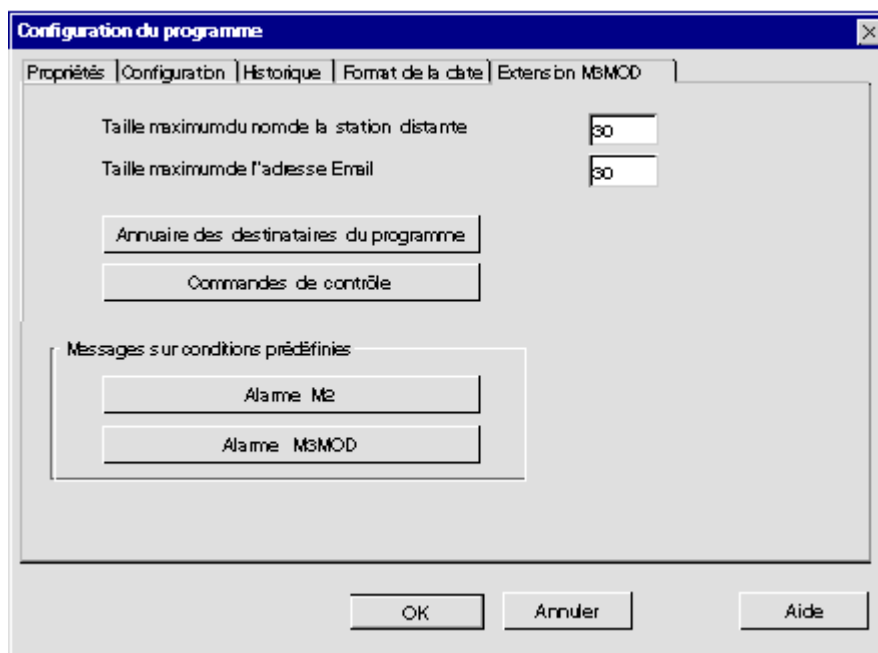 Configuration du programme
Propriétés Configuration Historique Format de la date Extension M3MOD
Taille maximum du nom de la station distante 30
Taille maximum de l''adresse Email 30
Annuaire des destinataires du programme
Commandes de contrôle
Messages sur conditions prédéfinies
Alarme M2
Alarme M3MOD
OK Annuler Aide